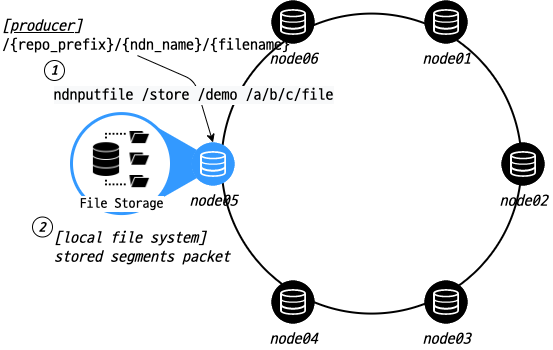 [producer]
/{repo_prefix}/{ndn_name}/{filename}
1
ndnputfile /store /demo /a/b/c/file
node06
node01
File Storage
node05
node02
2
[local file system]
stored segments packet
node04
node03